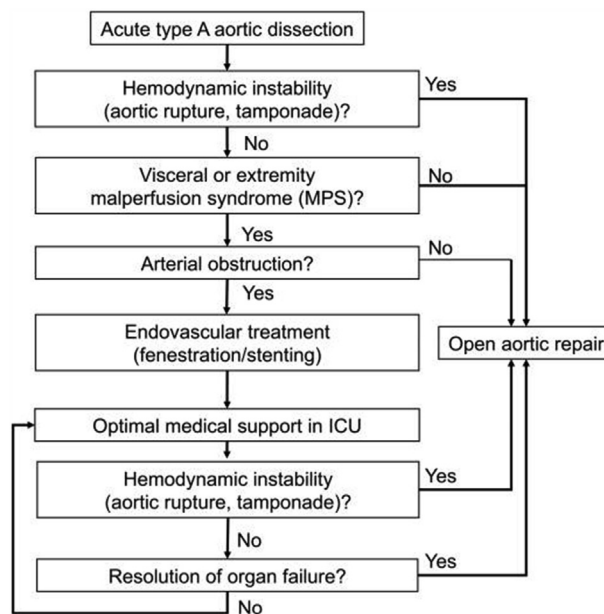 Acute type A aortic dissection
Hemodynamic instability
(aortic rupture, tamponade)?
Yes
No
Visceral or extremity
malperfusion syndrome (MPS)?
No
Yes
Arterial obstruction?
No
Yes
Endovascular treatment
(fenestration/stenting)
Open aortic repair
Optimal medical support in ICU
Hemodynamic instability
(aortic rupture, tamponade)?
Yes
No
Resolution of organ failure?
Yes
No